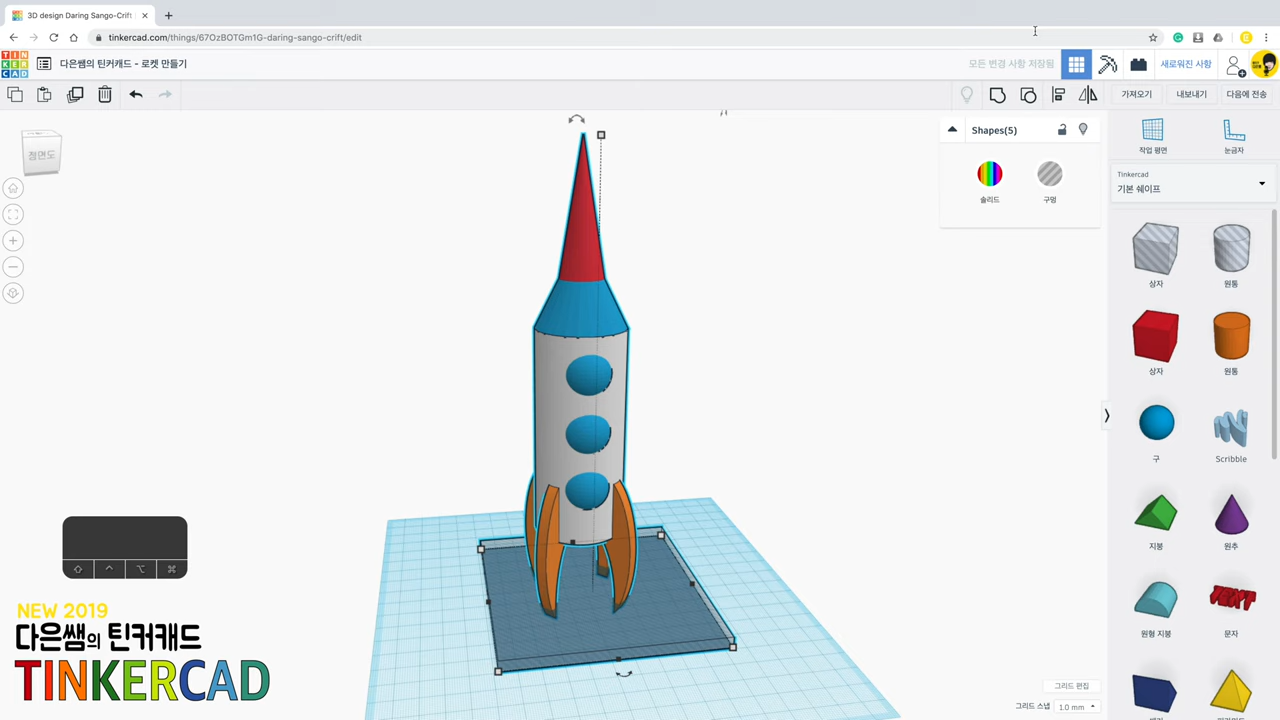 3D design Daring Sango-Crift
tinkercad.com/things/67OzBOTGm1G-daring-sango-crift/edit
TIN
KER
CAD
다은쌤의 틴커캐드 - 로켓 만들기
모든 변경 사항 저장됨
새로워진 사항
가져오기
내보내기
다음에 전송
정면도
Shapes(5)
솔리드
구멍
작업 평면
눈금자
Tinkercad
기본 쉐이프
상자
원통
상자
원통
구
Scribble
지붕
원추
원형 지붕
문자
TEXT
그리드 편집
그리드 스냅
1.0 mm
NEW 2019
다은쌤의 틴커캐드
TINKERCAD